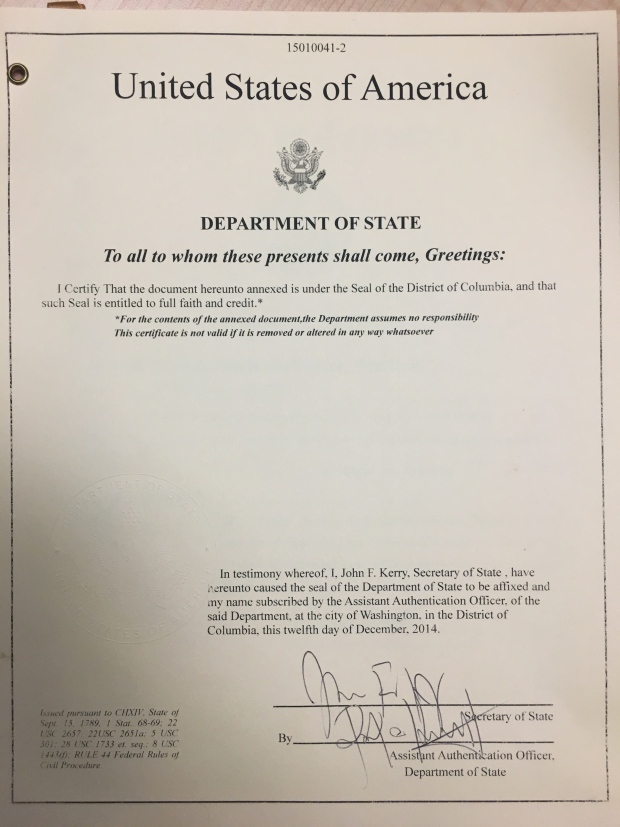 15010041-2
United States of America
DEPARTMENT OF STATE
To all to whom these presents shall come, Greetings:
I Certify That the document hereunto annexed is under the Seal of the District of Columbia, and that
such Seal is entitled to full faith and credit.*
*For the contents of the annexed document,the Department assumes no responsibility
This certificate is not valid if it is removed or altered in any way whatsoever
In testimony whereof, I, John F. Kerry, Secretary of State , have
hereunto caused the seal of the Department of State to be affixed and
my name subscribed by the Assistant Authentication Officer, of the
said Department, at the city of Washington, in the District of
Columbia, this twelfth day of December, 2014.
Issued pursuant to CHXIV, State of
Sept. 15, 1789, 1 Stat. 68-69; 22
USC 2657; 22USC 2651a; 5 USC
301; 28 USC 1733 et. seq.; 8 USC
1443(f); RULE 44 Federal Rules of
Civil Procedure.
Secretary of State
By
Assistant Authentication Officer,
Department of State